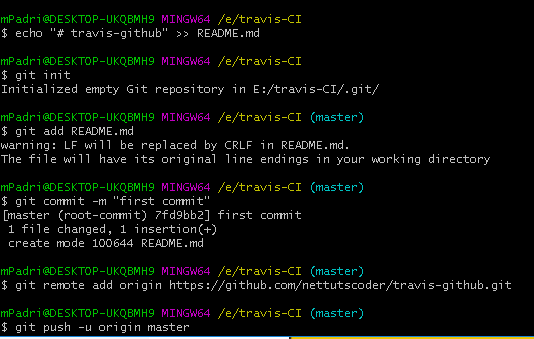 mPadri@DESKTOP-UKQBMH9 MINGW64 /e/travis-CI
$ echo "# travis-github" >> README.md
mPadri@DESKTOP-UKQBMH9 MINGW64 /e/travis-CI
$ git init
Initialized empty Git repository in E:/travis-CI/.git/
mPadri@DESKTOP-UKQBMH9 MINGW64 /e/travis-CI (master)
$ git add README.md
warning: LF will be replaced by CRLF in README.md.
The file will have its original line endings in your working directory
mPadri@DESKTOP-UKQBMH9 MINGW64 /e/travis-CI (master)
$ git commit -m "first commit"
[master (root-commit) 7fd9bb2] first commit
 1 file changed, 1 insertion(+)
 create mode 100644 README.md
mPadri@DESKTOP-UKQBMH9 MINGW64 /e/travis-CI (master)
$ git remote add origin https://github.com/nettutscoder/travis-github.git
mPadri@DESKTOP-UKQBMH9 MINGW64 /e/travis-CI (master)
$ git push -u origin master